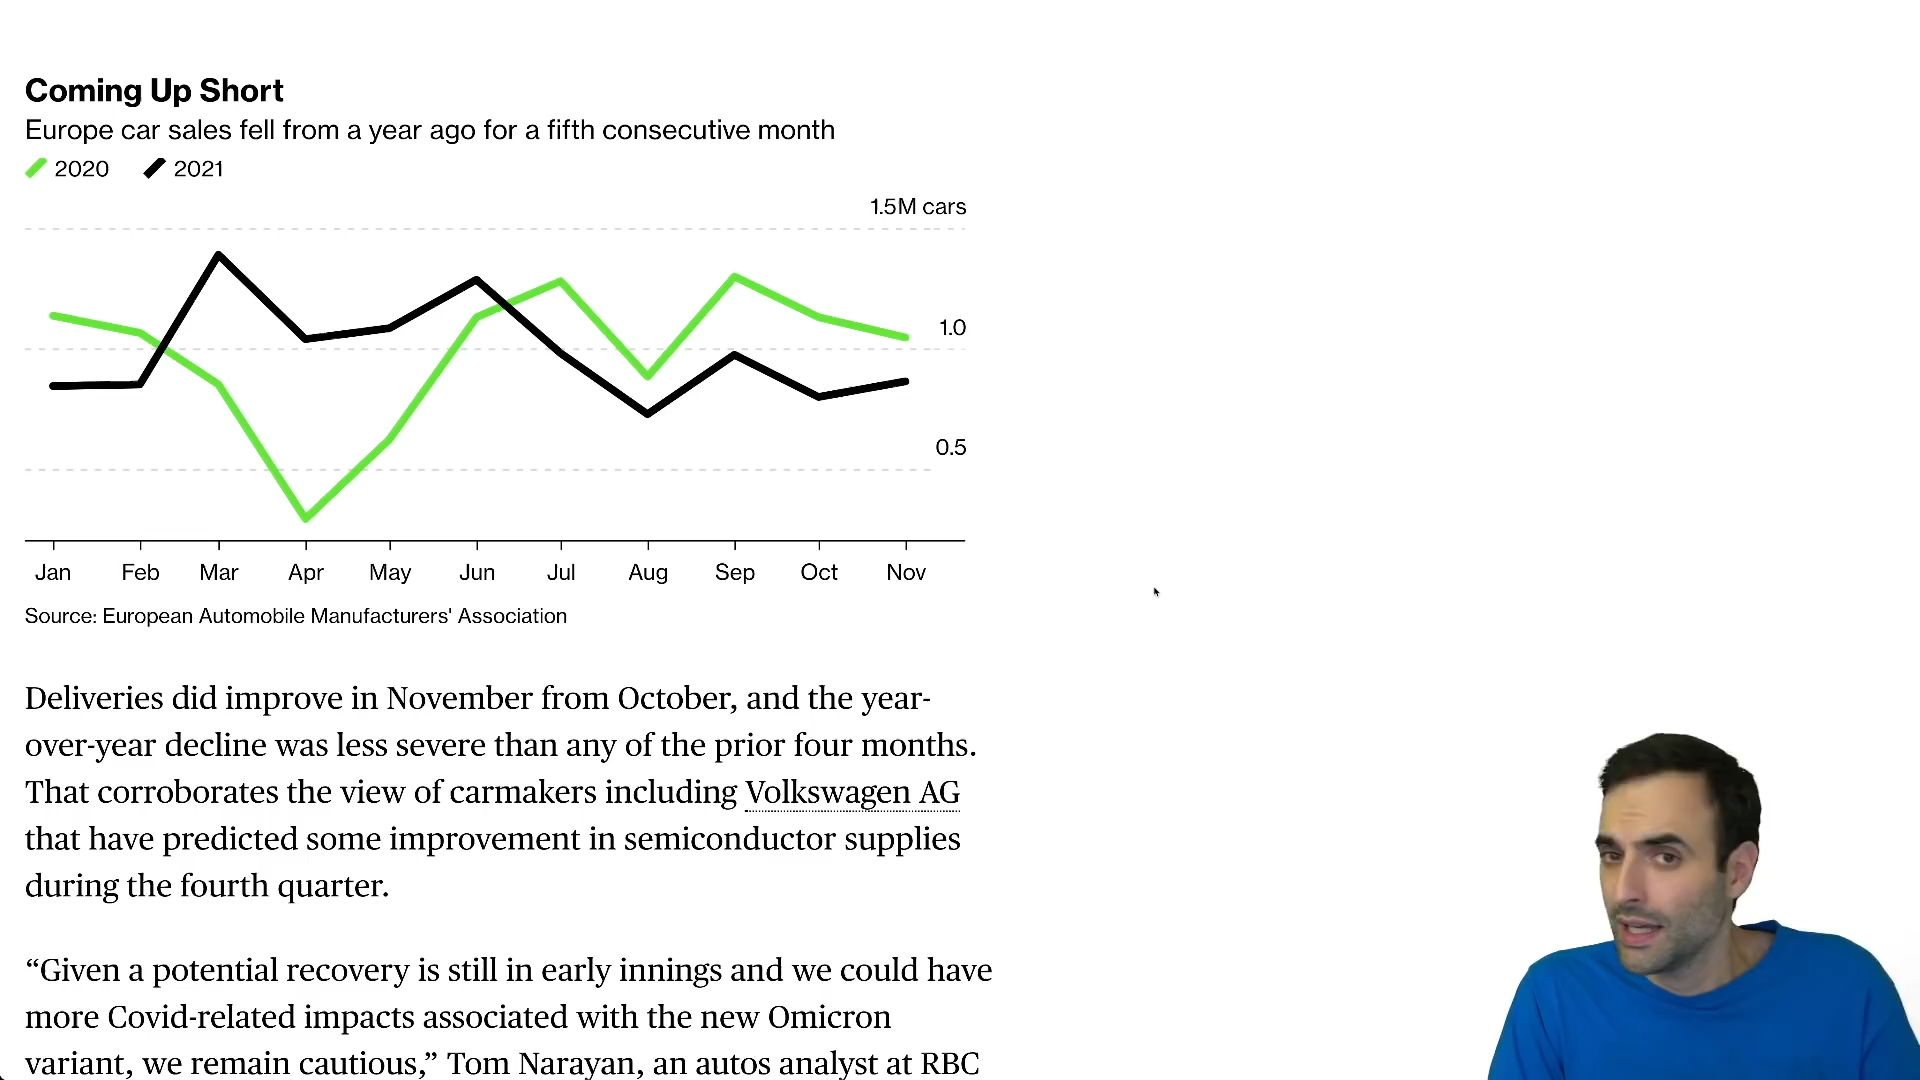 Coming Up Short
Europe car sales fell from a year ago for a fifth consecutive month
2020 2021
1.5M cars
1.0
0.5
Jan Feb Mar Apr May Jun Jul Aug Sep Oct Nov
Source: European Automobile Manufacturers' Association
Deliveries did improve in November from October, and the year-
over-year decline was less severe than any of the prior four months.
That corroborates the view of carmakers including Volkswagen AG
that have predicted some improvement in semiconductor supplies
during the fourth quarter.
“Given a potential recovery is still in early innings and we could have
more Covid-related impacts associated with the new Omicron
variant, we remain cautious,” Tom Narayan, an autos analyst at RBC